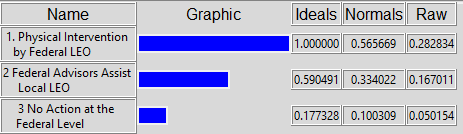 Name Graphic Ideals Normals Raw
1. Physical Intervention
by Federal LEO
1.000000 0.565669 0.282834
2 Federal Advisors Assist
Local LEO
0.590491 0.334022 0.167011
3 No Action at the
Federal Level
0.177328 0.100309 0.050154